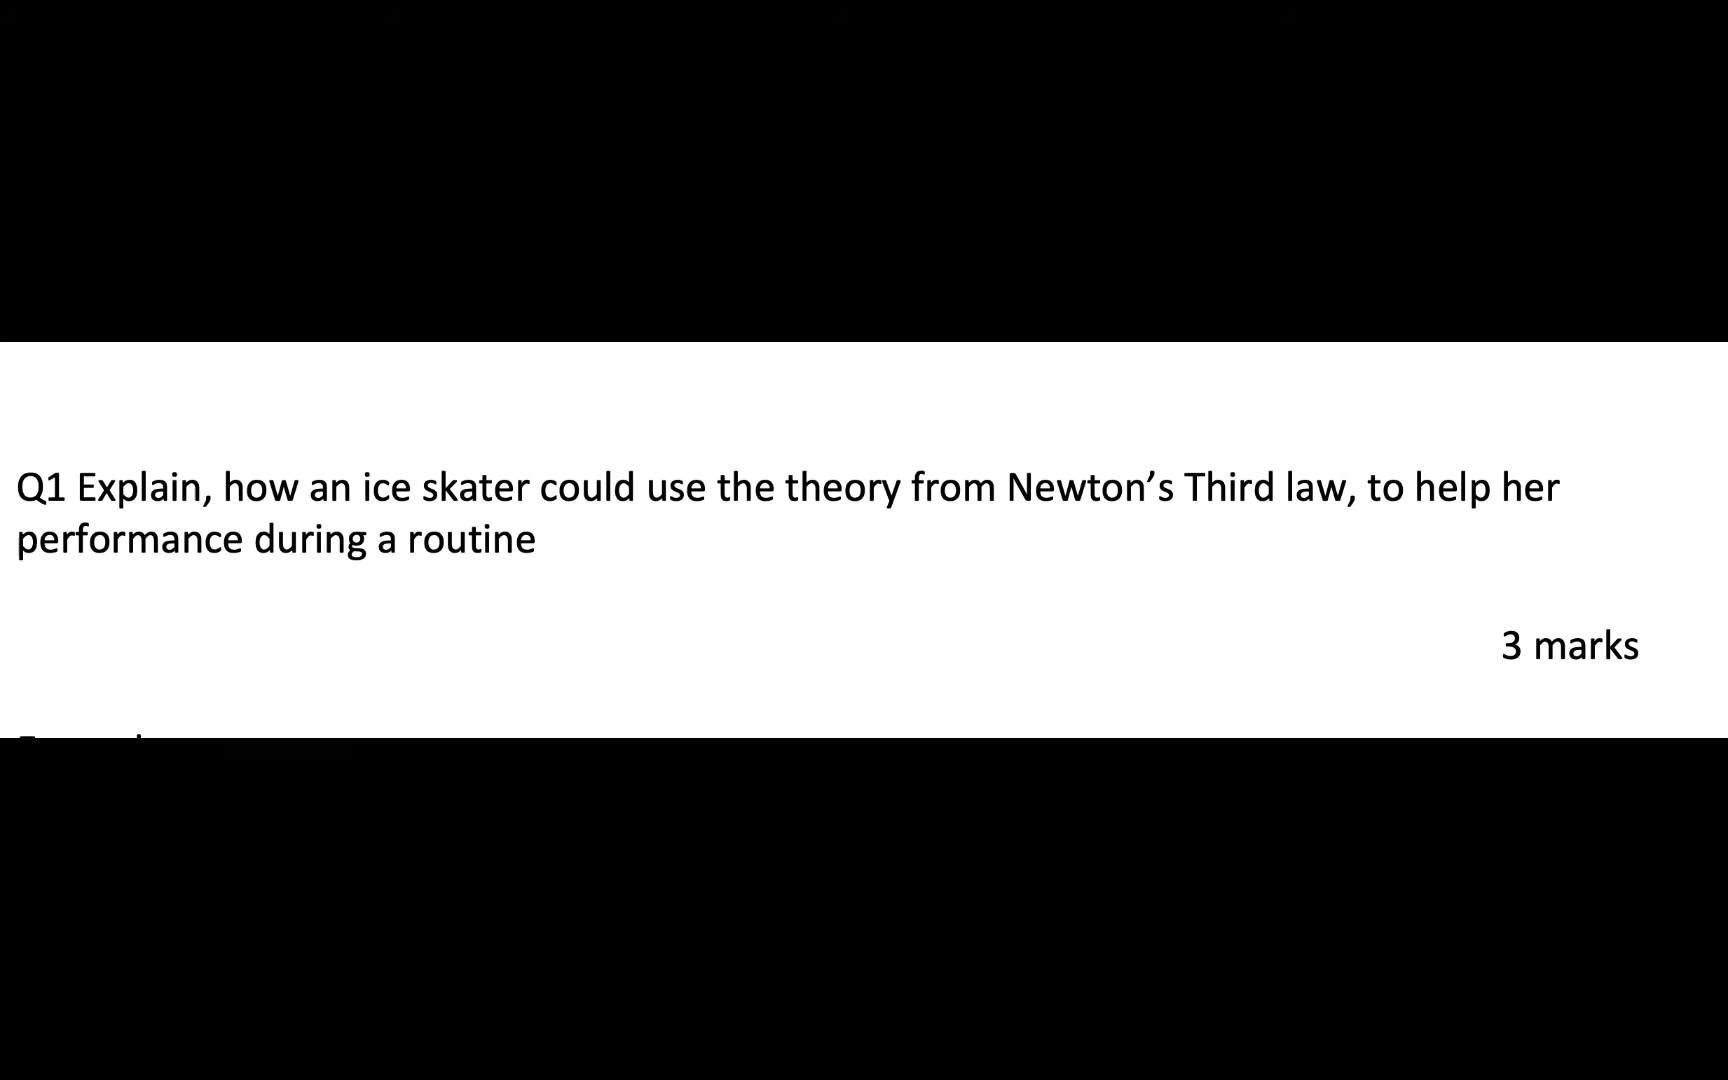 Q1 Explain, how an ice skater could use the theory from Newton’s Third law, to help her
performance during a routine
3 marks